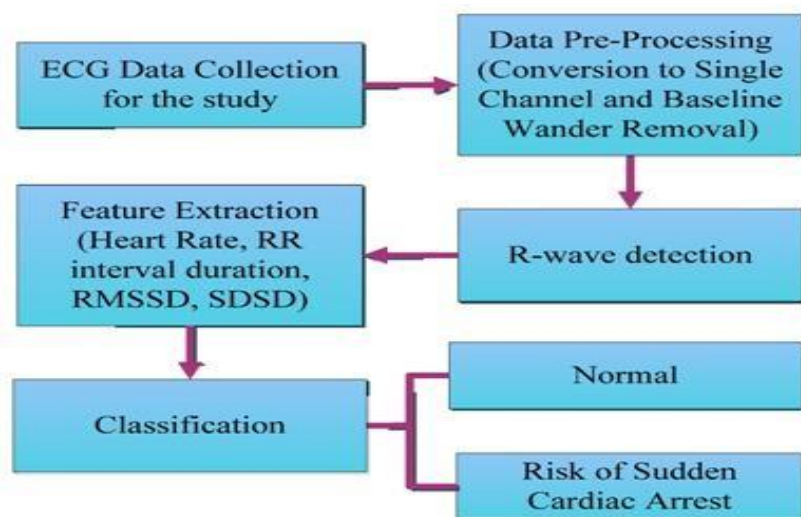 ECG Data Collection
for the study
Data Pre-Processing
(Conversion to Single
Channel and Baseline
Wander Removal)
R-wave detection
Feature Extraction
(Heart Rate, RR
interval duration,
RMSSD, SDSD)
Classification
Normal
Risk of Sudden
Cardiac Arrest